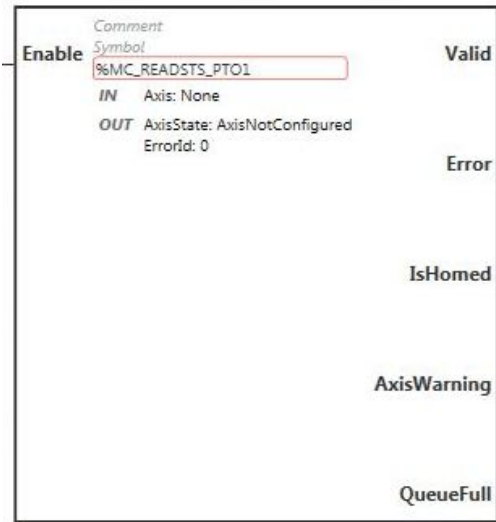 Comment
Enable
Symbol
Valid
%MC_READSTS_PTO1
IN Axis: None
OUT AxisState: AxisNotConfigured
ErrorId: 0
Error
IsHomed
AxisWarning
QueueFull